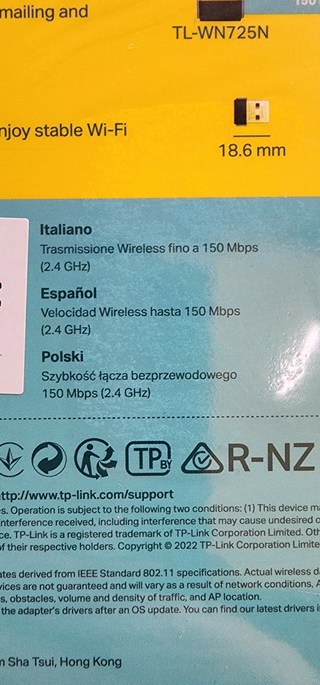 mailing and
TL-WN725N
njoy stable Wi-Fi
18.6 mm
Italiano
Trasmissione Wireless fino a 150 Mbps
(2.4 GHz)
Español
Velocidad Wireless hasta 150 Mbps
(2.4 GHz)
Polski
Szybkość łącza bezprzewodowego
150 Mbps (2.4 GHz)
TP BY R-NZ
ttp://www.tp-link.com/support
s. Operation is subject to the following two conditions: (1) This device ma
interference received, including interference that may cause undesired o
ce. TP-Link is a registered trademark of TP-Link Corporation Limited. Oth
of their respective holders. Copyright © 2022 TP-Link Corporation Limite
ates derived from IEEE Standard 802.11 specifications. Actual wireless d
vices are not guaranteed and will vary as a result of network conditions,
s, obstacles, volume and density of traffic, and AP location.
the adapter's drivers after an OS update. You can find our latest drivers i
m Sha Tsui, Hong Kong